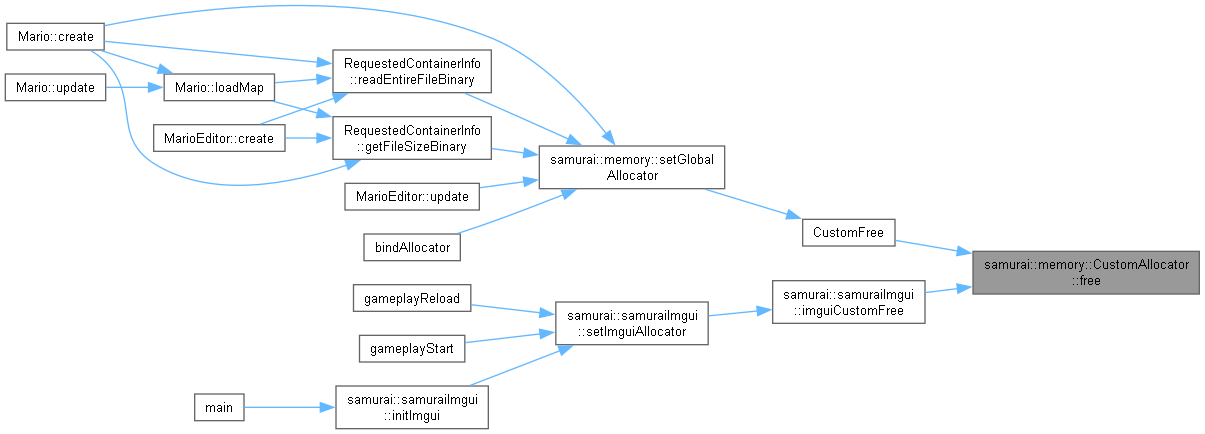 Mario::create
RequestedContainerInfo
::readEntireFileBinary
Mario::update
Mario::loadMap
MarioEditor::create
RequestedContainerInfo
::getFileSizeBinary
samurai::memory::setGlobal
Allocator
MarioEditor::update
CustomFree
bindAllocator
samurai::memory::CustomAllocator
::free
gameplayReload
samurai::samuraiImgui
::imguiCustomFree
samurai::samuraiImgui
::setImguiAllocator
gameplayStart
main
samurai::samuraiImgui
::initImgui